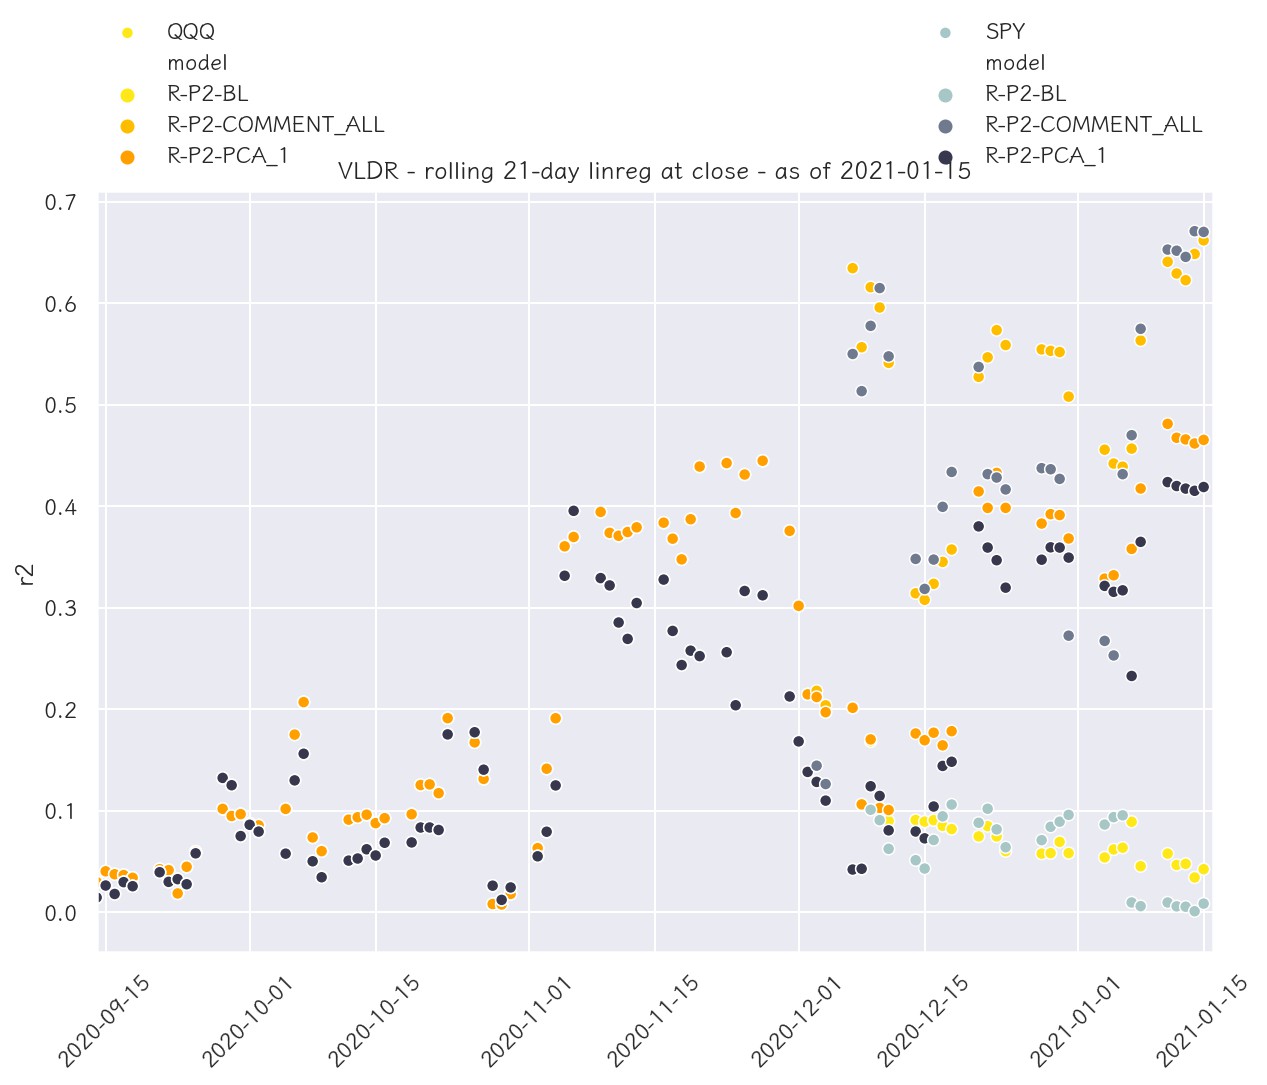 QQQ
model
R-P2-BL
R-P2-COMMENT_ALL
R-P2-PCA_1
SPY
model
R-P2-BL
R-P2-COMMENT_ALL
R-P2-PCA_1
VLDR - rolling 21-day linreg at close - as of 2021-01-15
0.7
0.6
0.5
0.4
0.3
0.2
0.1
0.0
r2
2020-09-15
2020-10-01
2020-10-15
2020-11-01
2020-11-15
2020-12-01
2020-12-15
2021-01-01
2021-01-15